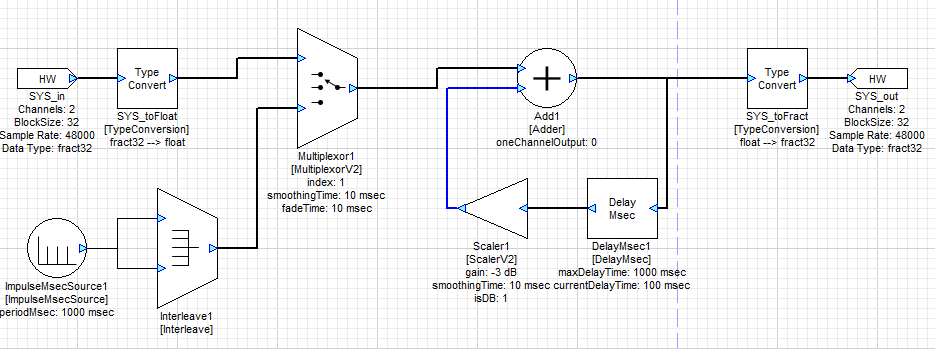 HW
SYS_in
Channels: 2
BlockSize: 32
Sample Rate: 48000
Data Type: fract32
Type
Convert
SYS_toFloat
[TypeConversion]
fract32 --> float
Multiplexor1
[MultiplexorV2]
index: 1
smoothingTime: 10 msec
fadeTime: 10 msec
ImpulseMsecSource1
[ImpulseMsecSource]
periodMsec: 1000 msec
Interleave1
[Interleave]
Add1
[Adder]
oneChannelOutput: 0
Scaler1
[ScalerV2]
gain: -3 dB
smoothingTime: 10 msec
isDB: 1
Delay
Msec
DelayMsec1
[DelayMsec]
maxDelayTime: 1000 msec
currentDelayTime: 100 msec
Type
Convert
SYS_toFract
[TypeConversion]
float --> fract32
HW
SYS_out
Channels: 2
BlockSize: 32
Sample Rate: 48000
Data Type: fract32